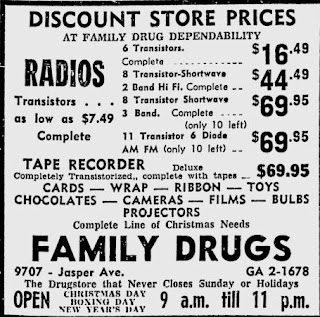 DISCOUNT STORE PRICES
AT FAMILY DRUG DEPENDABILITY
RADIOS
Transistors . . .
as low as $7.49
Complete
6 Transistors.
Complete $16.49
8 Transistor-Shortwave
2 Band Hi Fi. Complete -- $44.49
8 Transistor Shortwave
3 Band. Complete $69.95
(only 10 left)
11 Transistor 6 Diode
AM FM (only 10 left) $69.95
TAPE RECORDER Deluxe
Completely Transistorized., complete with tapes -- $69.95
CARDS — WRAP — RIBBON — TOYS
CHOCOLATES — CAMERAS — FILMS — BULBS
PROJECTORS
Complete Line of Christmas Needs
FAMILY DRUGS
9707 - Jasper Ave. GA 2-1678
The Drugstore that Never Closes Sunday or Holidays
OPEN CHRISTMAS DAY
BOXING DAY
NEW YEAR'S DAY
9 a.m. till 11 p.m.